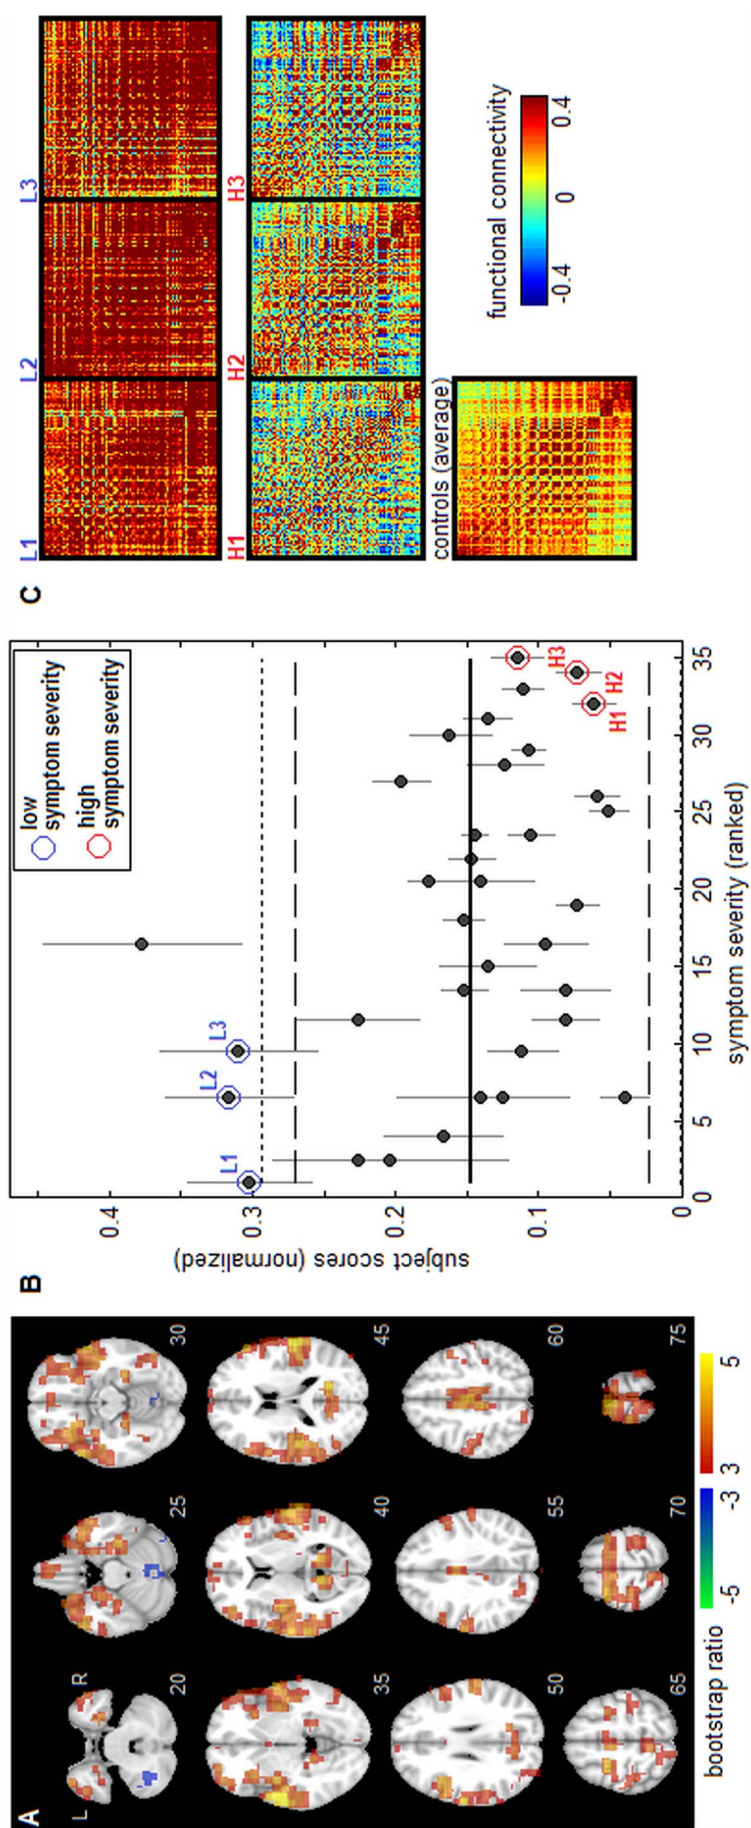 A
L
R
20
25
30
35
40
45
50
55
60
65
70
75
bootstrap ratio
-5
-3
3
5
B
subject scores (normalized)
0.4
0.3
0.2
0.1
0
0
5
10
15
20
25
30
35
symptom severity (ranked)
low
symptom severity
high
symptom severity
L1
L2
L3
H1
H2
H3
C
L1
L2
L3
H1
H2
H3
controls (average)
functional connectivity
-0.4
0
0.4